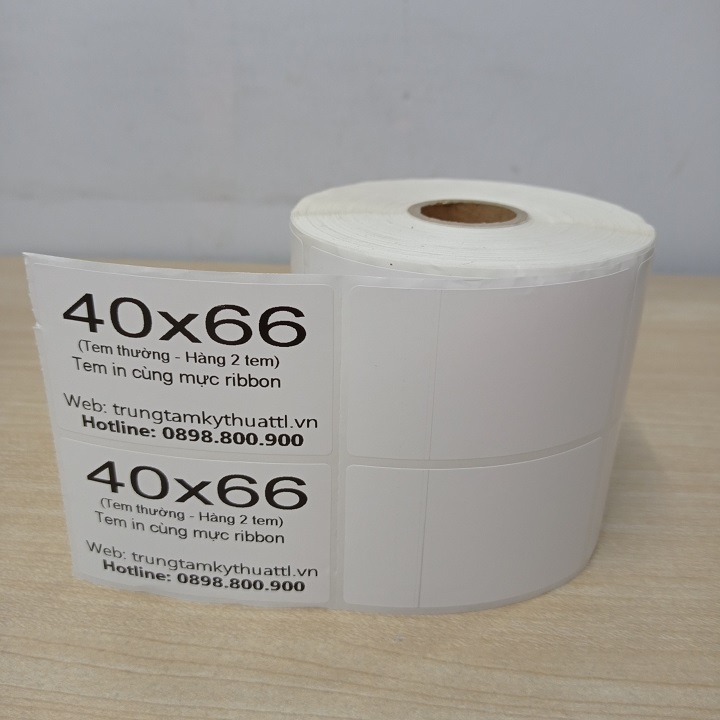 40x66
(Tem thường - Hàng 2 tem)
Tem in cùng mực ribbon
Web: trungtamkythuattl.vn
Hotline: 0898.800.900
40x66
(Tem thường - Hàng 2 tem)
Tem in cùng mực ribbon
Web: trungtamkythuattl.vn
Hotline: 0898.800.900